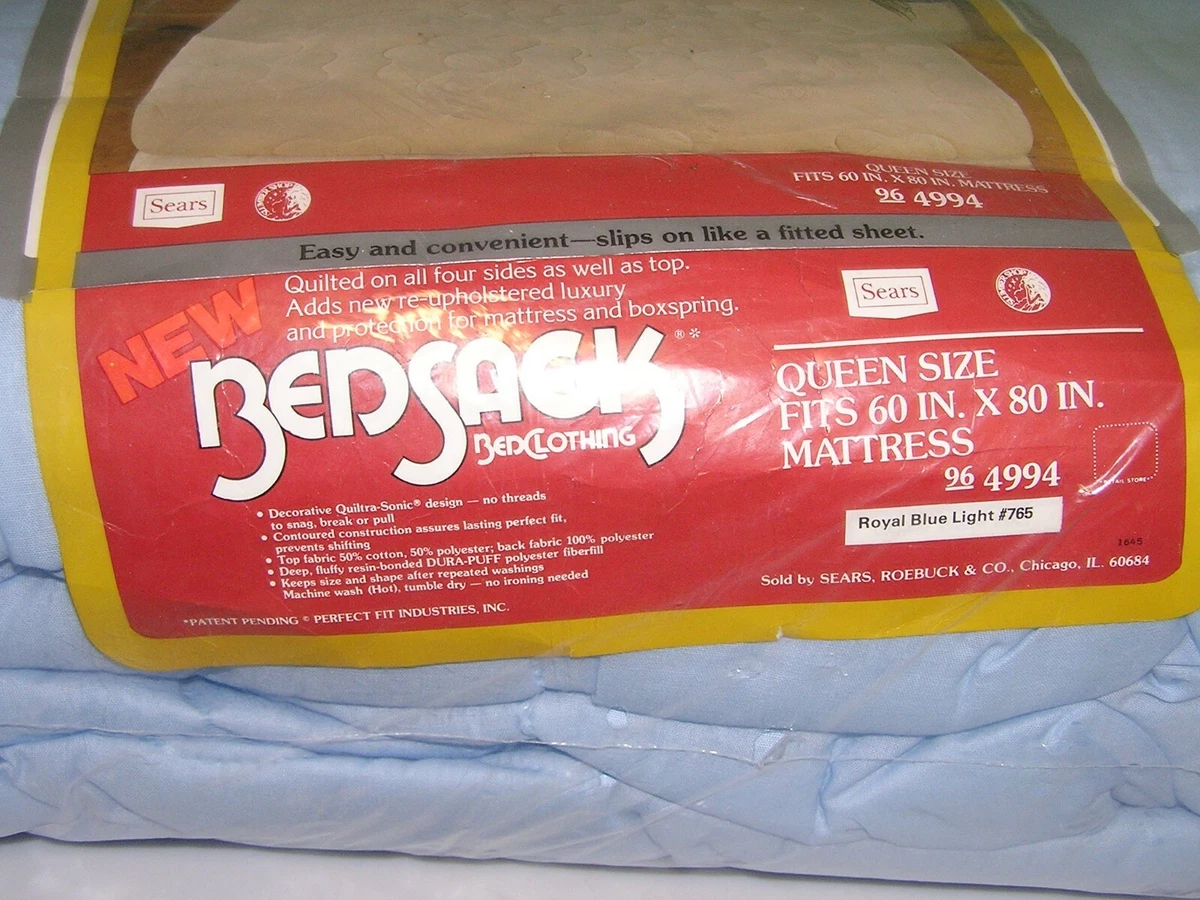 QUEEN SIZE
FITS 60 IN. X 80 IN. MATTRESS
96 4994
Sears
SLUMBER SHOP
Easy and convenient—slips on like a fitted sheet.
NEW
Quilted on all four sides as well as top.
Adds new re-upholstered luxury
and protection for mattress and boxspring.
BEDSACK®*
BEDCLOTHING
• Decorative Quiltra-Sonic® design — no threads
to snag, break or pull
• Contoured construction assures lasting perfect fit,
prevents shifting
• Top fabric 50% cotton, 50% polyester; back fabric 100% polyester
• Deep, fluffy resin-bonded DURA-PUFF polyester fiberfill
• Keeps size and shape after repeated washings
Machine wash (Hot), tumble dry — no ironing needed
*PATENT PENDING © PERFECT FIT INDUSTRIES, INC.
Sears
SLUMBER SHOP
QUEEN SIZE
FITS 60 IN. X 80 IN.
MATTRESS
96 4994
STORE
Royal Blue Light #765
1645
Sold by SEARS, ROEBUCK & CO., Chicago, IL. 60684